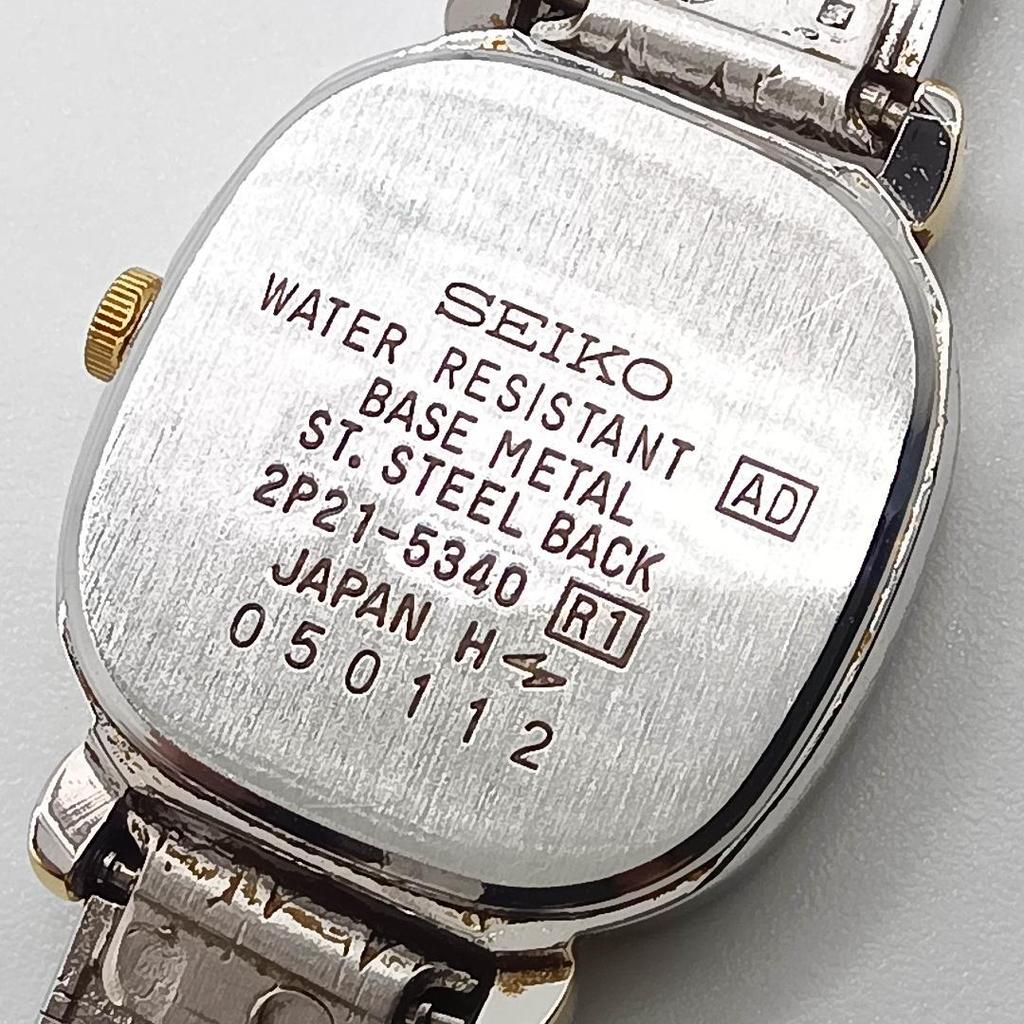 SEIKO
WATER RESISTANT AD
BASE METAL
ST. STEEL BACK
2P21-5340 R1
JAPAN H
050112